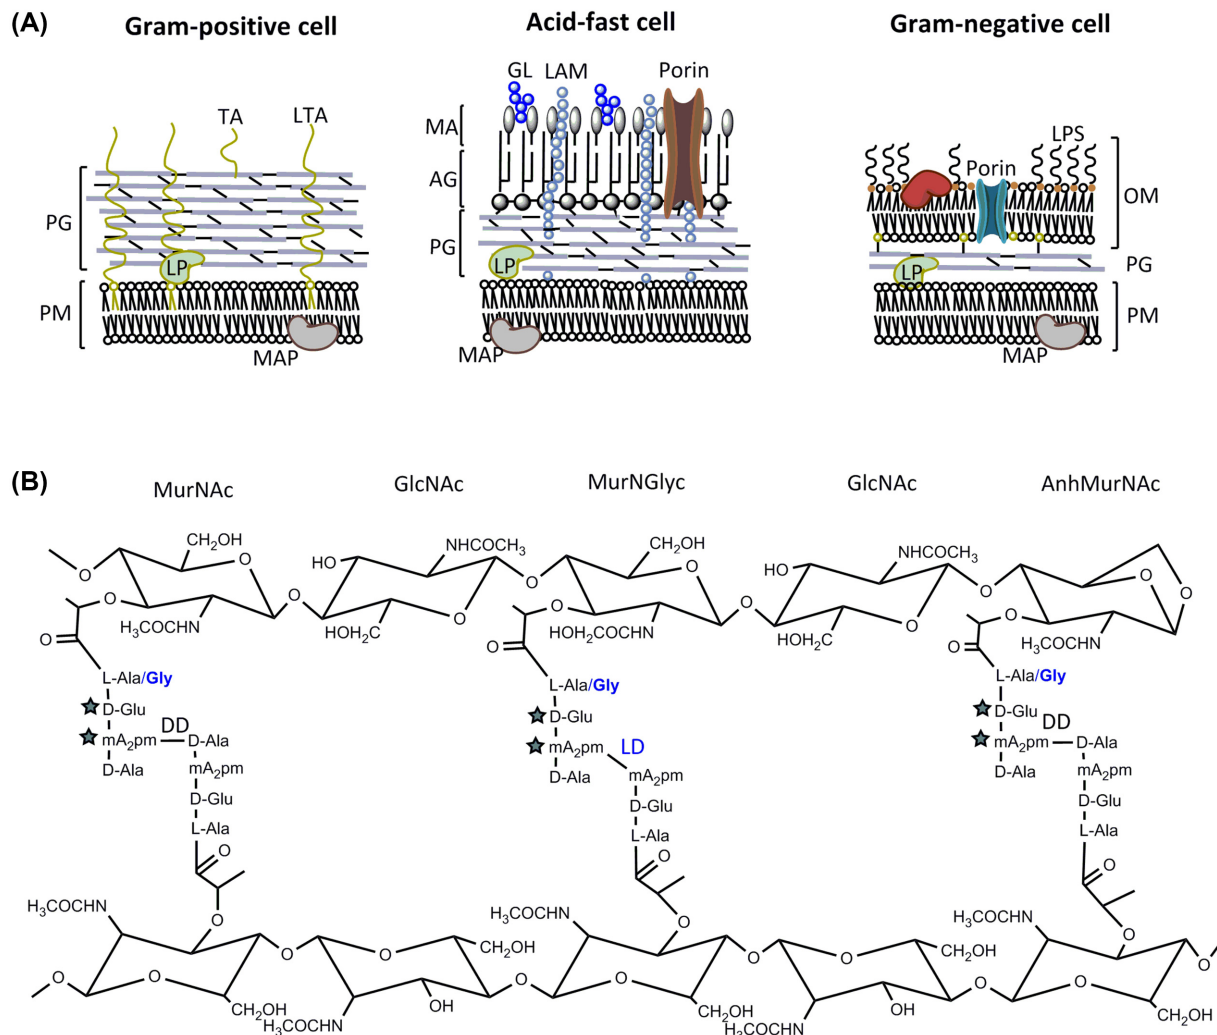 (A)
Gram-positive cell
Acid-fast cell
Gram-negative cell
GL
LAM
Porin
TA
LTA
MA
LPS
AG
Porin
OM
PG
PG
LP
LP
LP
PG
PM
PM
MAP
MAP
MAP
(B)
MurNAc
GlcNAc
MurNGlyc
GlcNAc
AnhMurNAc
CH₂OH
NHCOCH₃
CH₂OH
NHCOCH₃
O
HO
O
HO
O
O
O
O
O
O
O
O
O
O
O
O
O
H₃COCHN
HOH₂C
HOH₂COCHN
HOH₂C
H₃COCHN
O
O
O
L-Ala/Gly
L-Ala/Gly
L-Ala/Gly
D-Glu
D-Glu
D-Glu
DD
LD
DD
mA₂pm
D-Ala
mA₂pm
mA₂pm
D-Ala
D-Ala
mA₂pm
D-Ala
mA₂pm
D-Ala
mA₂pm
D-Glu
D-Glu
D-Glu
L-Ala
L-Ala
L-Ala
O
O
O
H₃COCHN
O
H₃COCHN
O
H₃COCHN
O
O
O
CH₂OH
O
O
CH₂OH
O
O
O
O
O
O
O
O
CH₂OH
H₃COCHN
OH
CH₂OH
H₃COCHN
OH
CH₂OH